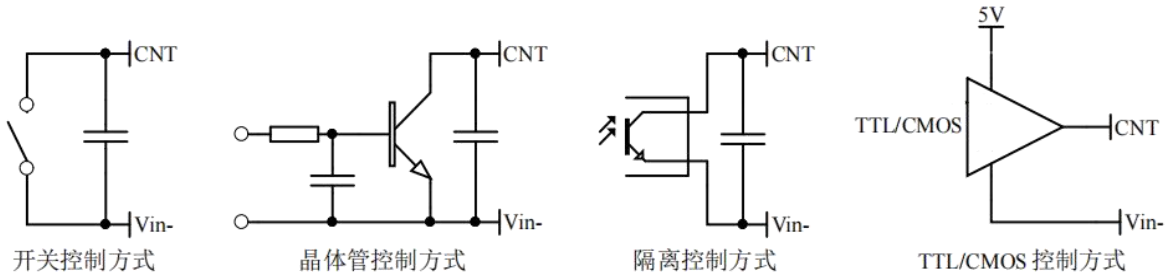 5V
CNT
CNT
CNT
TTL/CMOS
CNT
Vin-
Vin-
Vin-
Vin-
开关控制方式
晶体管控制方式
隔离控制方式
TTL/CMOS 控制方式